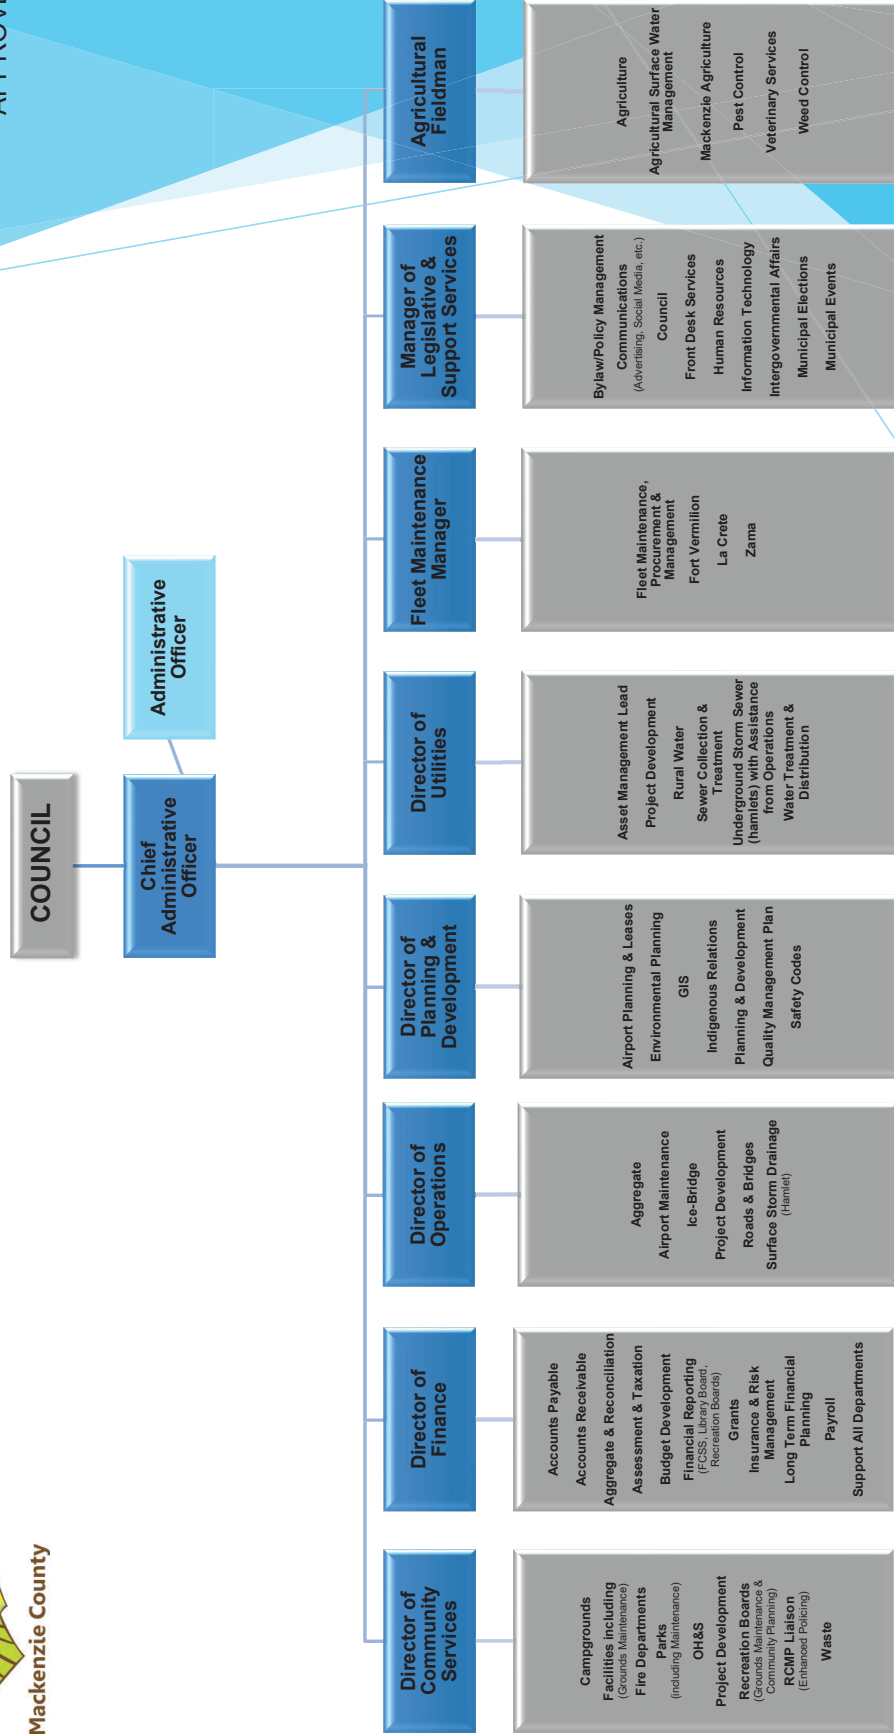 APPROVE
Mackenzie County
COUNCIL
Chief
Administrative
Officer
Administrative
Officer
Director of
Community
Services
Campgrounds
Facilities including
(Grounds Maintenance)
Fire Departments
Parks
(including Maintenance)
OH&S
Project Development
Recreation Boards
(Grounds Maintenance &
Community Planning)
RCMP Liaison
(Enhanced Policing)
Waste
Director of
Finance
Accounts Payable
Accounts Receivable
Aggregate & Reconciliation
Assessment & Taxation
Budget Development
Financial Reporting
(FCSS, Library Board,
Recreation Boards)
Grants
Insurance & Risk
Management
Long Term Financial
Planning
Payroll
Support All Departments
Director of
Operations
Aggregate
Airport Maintenance
Ice-Bridge
Project Development
Roads & Bridges
Surface Storm Drainage
(Hamlet)
Director of
Planning &
Development
Airport Planning & Leases
Environmental Planning
GIS
Indigenous Relations
Planning & Development
Quality Management Plan
Safety Codes
Director of
Utilities
Asset Management Lead
Project Development
Rural Water
Sewer Collection &
Treatment
Underground Storm Sewer
(hamlets) with Assistance
from Operations
Water Treatment &
Distribution
Fleet Maintenance
Manager
Fleet Maintenance,
Procurement &
Management
Fort Vermilion
La Crete
Zama
Manager of
Legislative &
Support Services
Bylaw/Policy Management
Communications
(Advertising, Social Media, etc.)
Council
Front Desk Services
Human Resources
Information Technology
Intergovernmental Affairs
Municipal Elections
Municipal Events
Agricultural
Fieldman
Agriculture
Agricultural Surface Water
Management
Mackenzie Agriculture
Pest Control
Veterinary Services
Weed Control